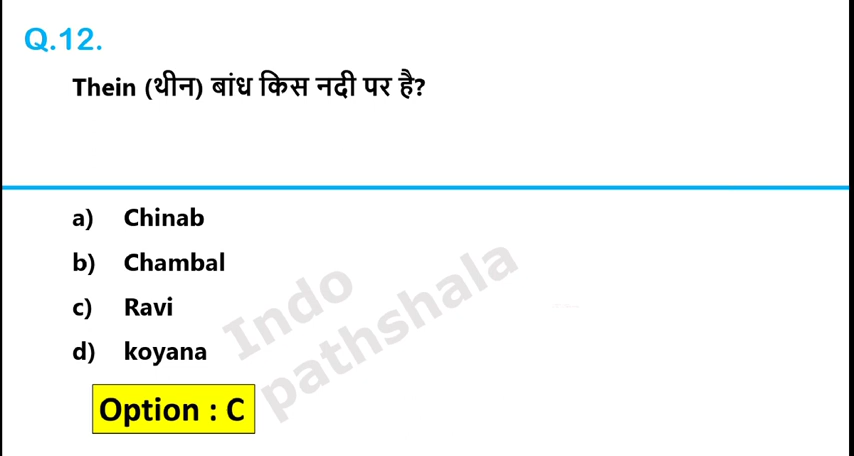 Q.12.
Thein (थीन) बांध किस नदी पर है?
a) Chinab
b) Chambal
c) Ravi
d) koyana
Indo
pathshala
Option : C